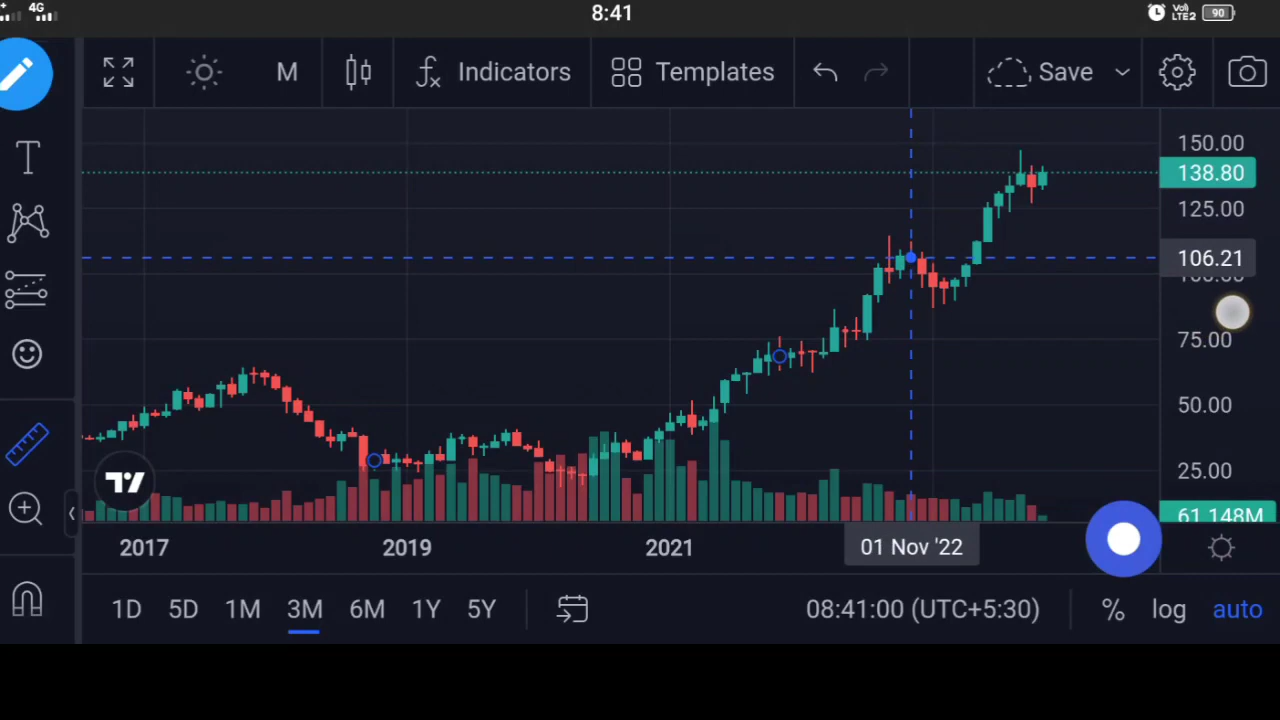 4G 8:41 Vo) LTE2 90
M Indicators Templates Save
150.00
138.80
125.00
106.21
75.00
50.00
25.00
61.148M
2017 2019 2021 01 Nov '22
1D 5D 1M 3M 6M 1Y 5Y 08:41:00 (UTC+5:30) % log auto